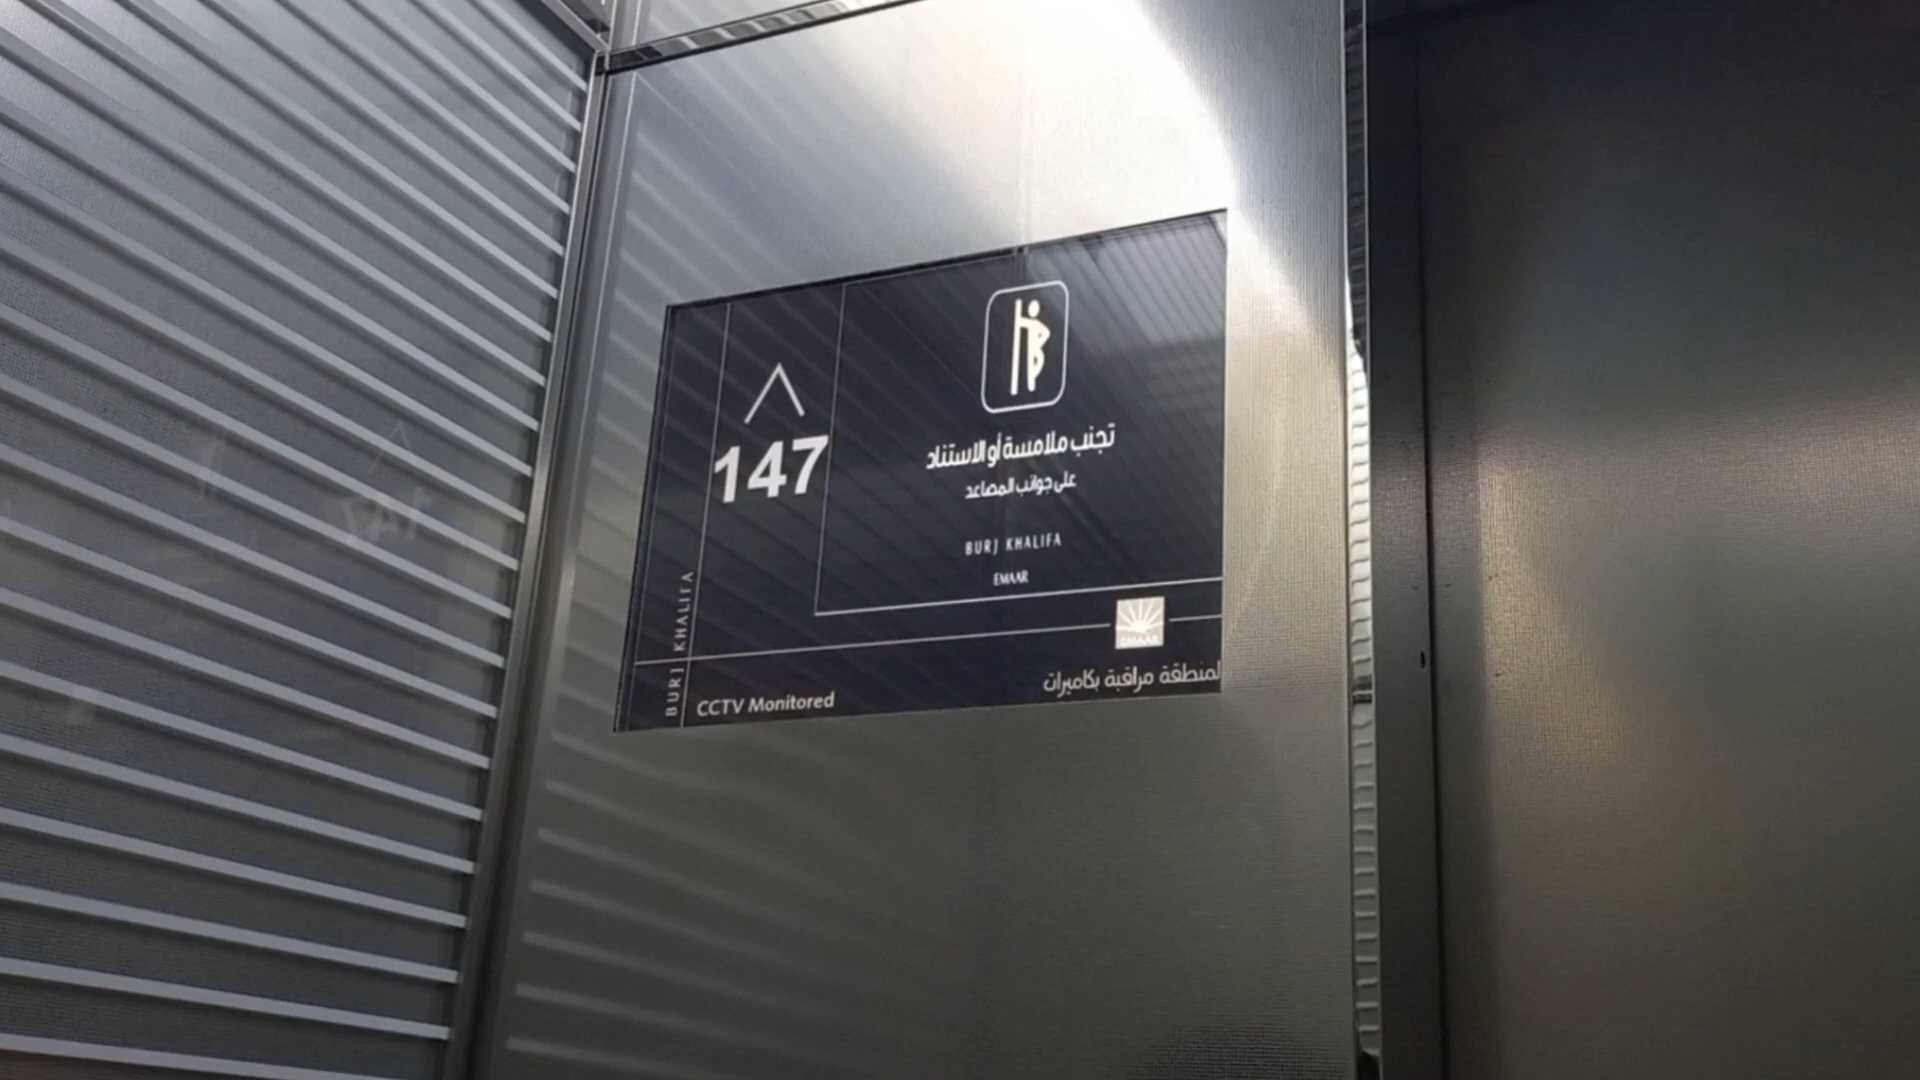 147
تجنب ملامسة أو الاستناد
على جوانب المصاعد
BURJ KHALIFA
EMAAR
BURJ KHALIFA
EMAAR
CCTV Monitored
المنطقة مراقبة بكاميرات